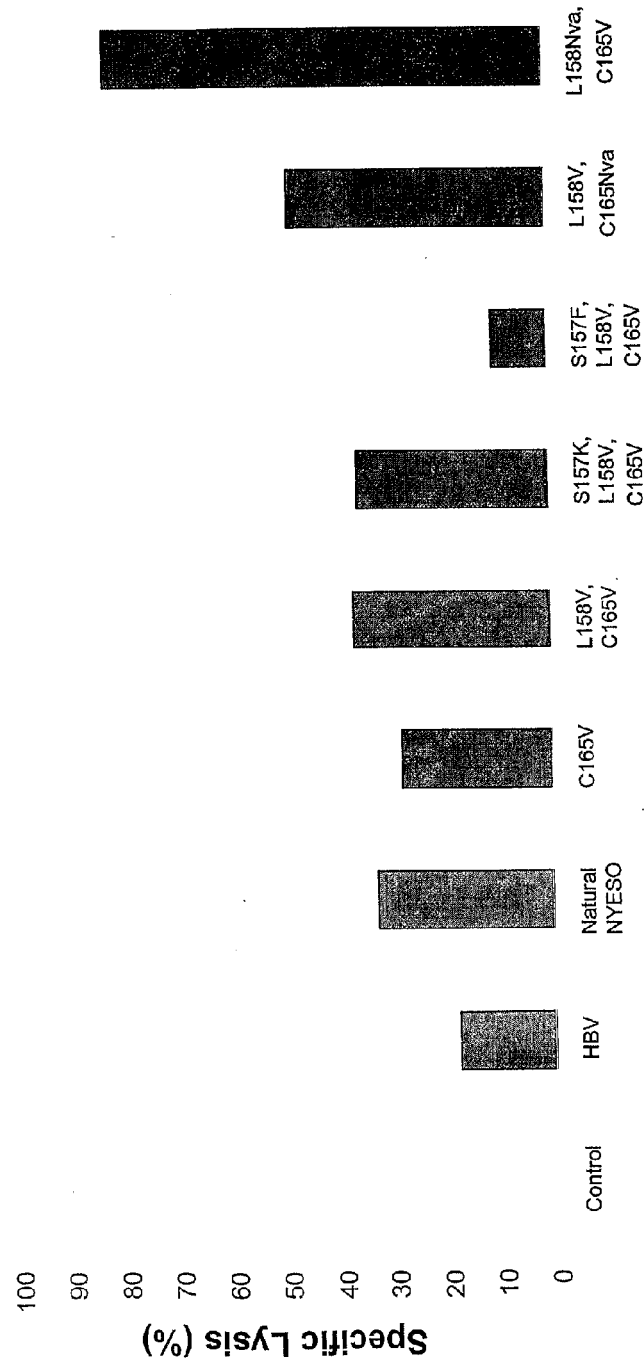 Specific Lysis (%)
100
90
80
70
60
50
40
30
20
10
0
Control
HBV
Natural
NYESO
C165V
L158V,
C165V
S157K,
L158V,
C165V
S157F,
L158V,
C165V
L158V,
C165Nva
L158Nva,
C165V